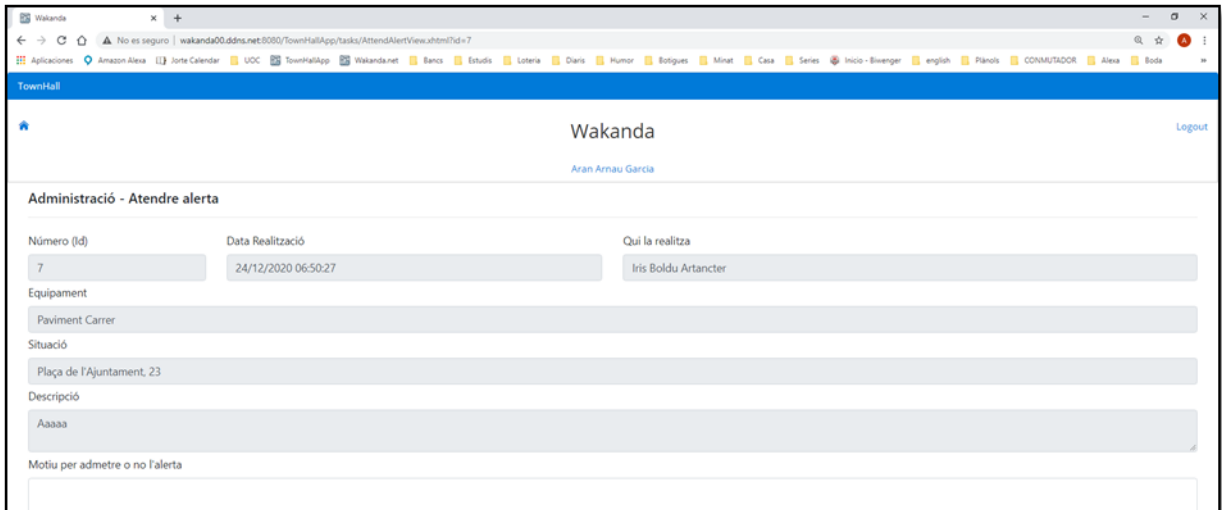 Wakanda
No es seguro | wakanda00.ddns.net:8080/TownHallApp/tasks/AttendAlertView.xhtml?id=7
A
Aplicaciones Amazon Alexa Jorte Calendar UOC TownHallApp Wakanda.net Bancs Estudis Loteria Diaris Humor Botigues Minat Casa Series Inicio - Biwenger english Plànols CONMUTADOR Alexa Boda »
TownHall
Wakanda
Logout
Aran Arnau Garcia
Administració - Atendre alerta
Número (Id) Data Realització Qui la realitza
7 24/12/2020 06:50:27 Iris Boldu Artancter
Equipament
Paviment Carrer
Situació
Plaça de l'Ajuntament, 23
Descripció
Aaaaa
Motiu per admetre o no l'alerta